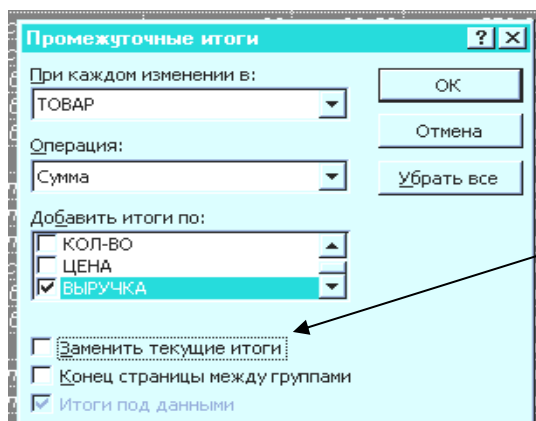 Промежуточные итоги
При каждом изменении в:
ТОВАР
Операция:
Сумма
Добавить итоги по:
КОЛ-ВО
ЦЕНА
ВЫРУЧКА
Заменить текущие итоги
Конец страницы между группами
Итоги под данными
ОК
Отмена
Убрать все